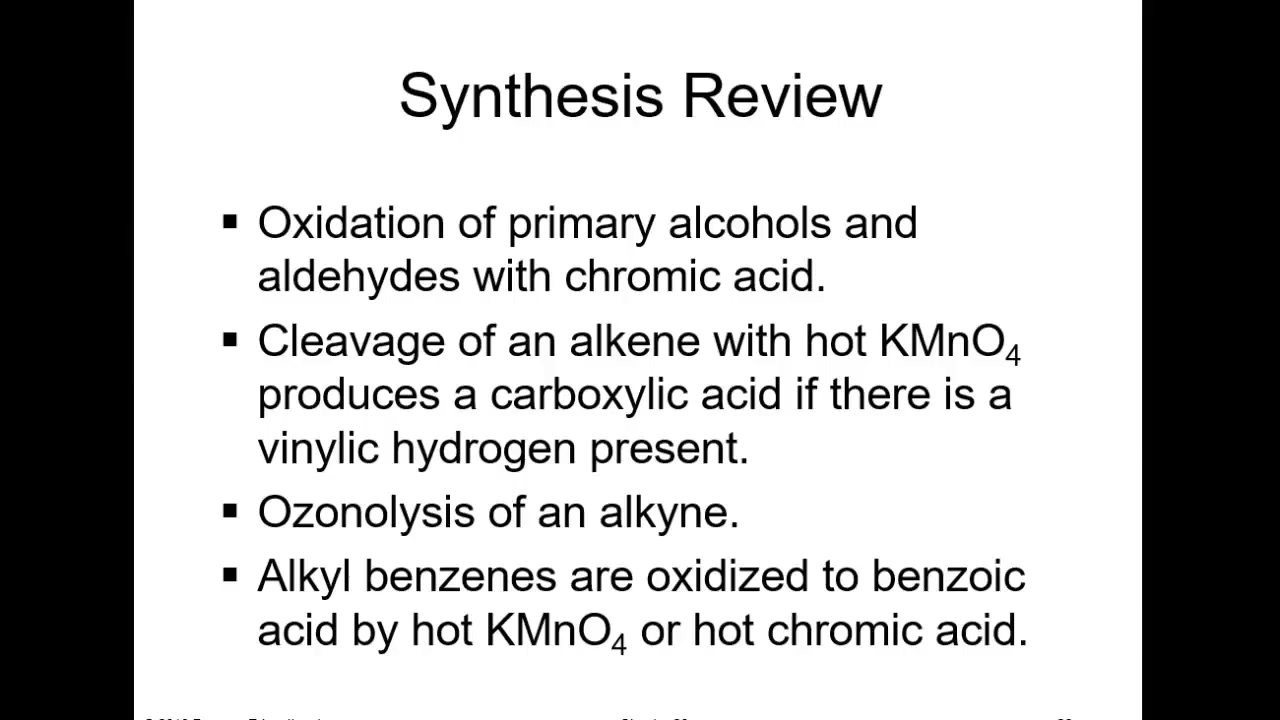 Synthesis Review
▪ Oxidation of primary alcohols and
aldehydes with chromic acid.
▪ Cleavage of an alkene with hot KMnO₄
produces a carboxylic acid if there is a
vinylic hydrogen present.
▪ Ozonolysis of an alkyne.
▪ Alkyl benzenes are oxidized to benzoic
acid by hot KMnO₄ or hot chromic acid.